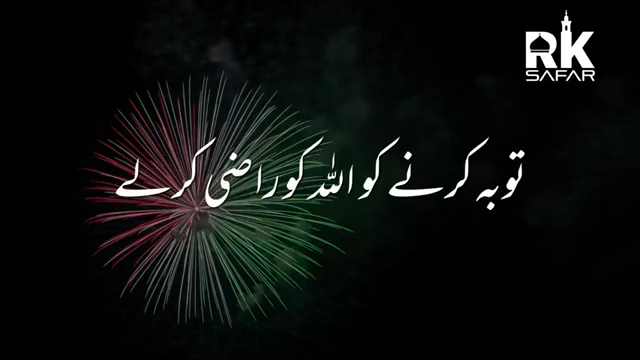 RK
SAFAR
توبہ کرنے کو اللہ کو راضی کرلے